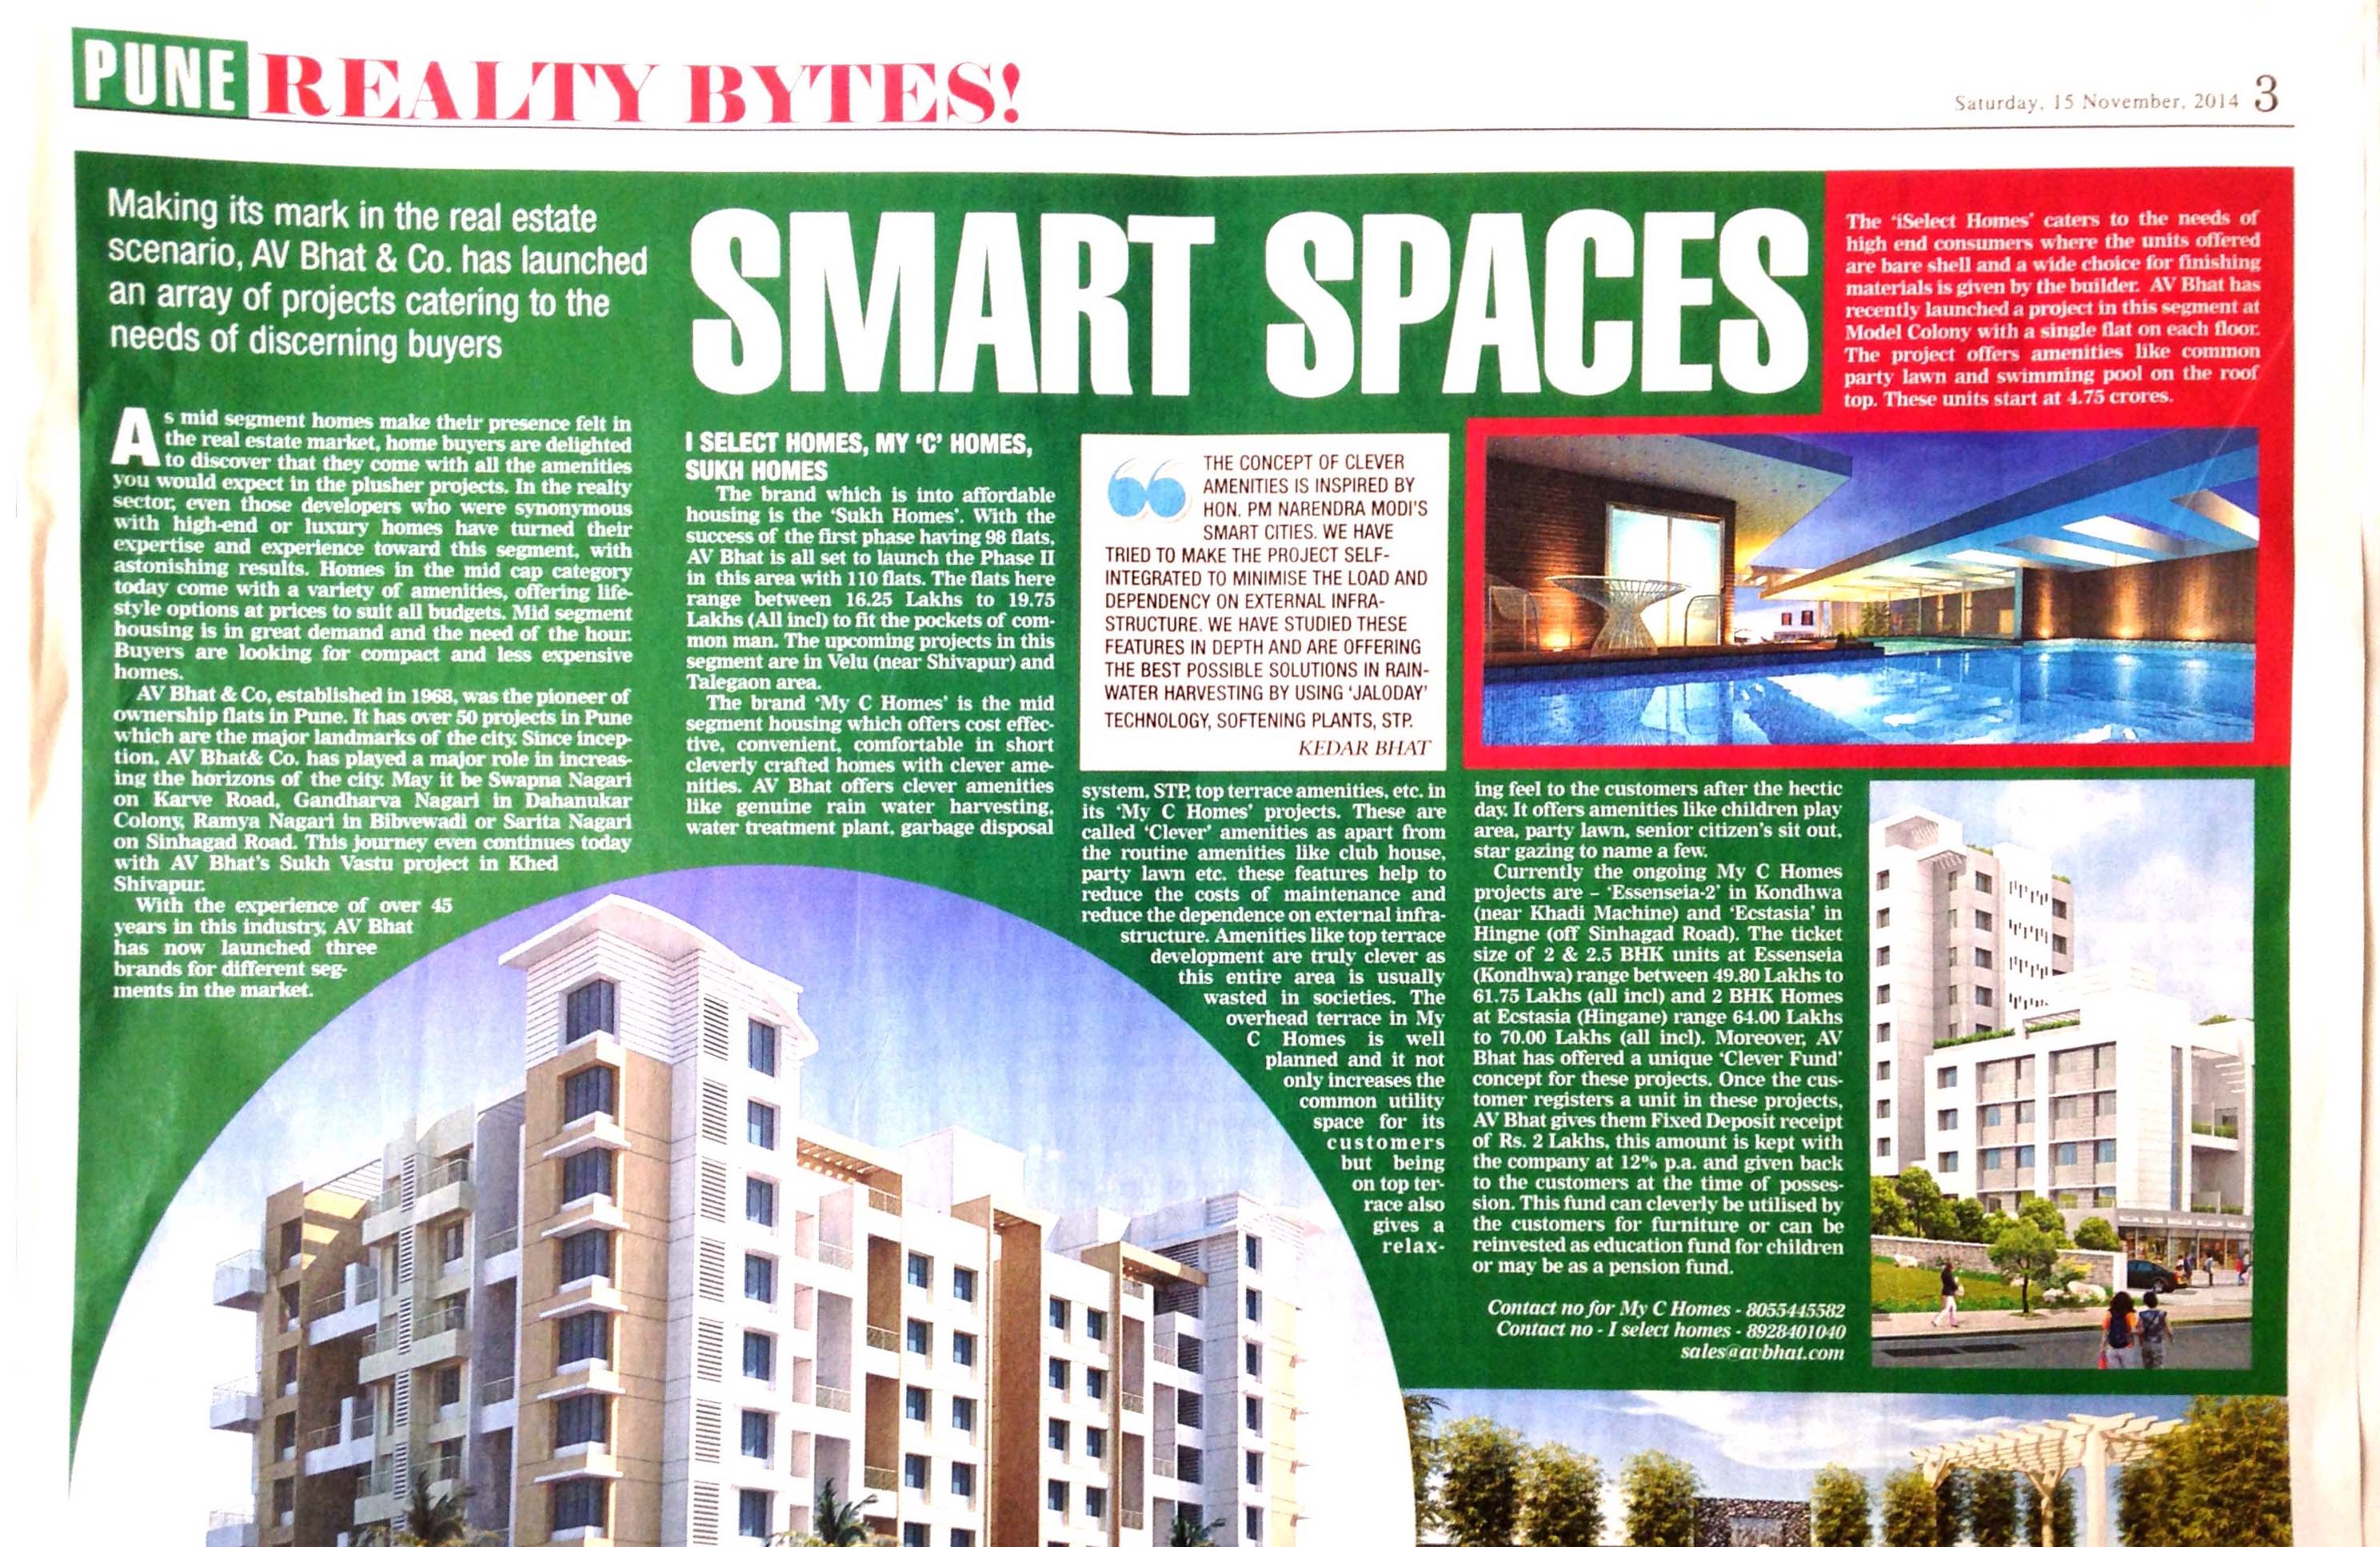 PUNE REALTY BYTES!
Saturday, 15 November, 2014 3
Making its mark in the real estate
scenario, AV Bhat & Co. has launched
an array of projects catering to the
needs of discerning buyers
SMART SPACES
The ‘iSelect Homes’ caters to the needs of
high end consumers where the units offered
are bare shell and a wide choice for finishing
materials is given by the builder. AV Bhat has
recently launched a project in this segment at
Model Colony with a single flat on each floor.
The project offers amenities like common
party lawn and swimming pool on the roof
top. These units start at 4.75 crores.
As mid segment homes make their presence felt in
the real estate market, home buyers are delighted
to discover that they come with all the amenities
you would expect in the plusher projects. In the realty
sector, even those developers who were synonymous
with high-end or luxury homes have turned their
expertise and experience toward this segment, with
astonishing results. Homes in the mid cap category
today come with a variety of amenities, offering life-
style options at prices to suit all budgets. Mid segment
housing is in great demand and the need of the hour.
Buyers are looking for compact and less expensive
homes.
AV Bhat & Co, established in 1968, was the pioneer of
ownership flats in Pune. It has over 50 projects in Pune
which are the major landmarks of the city. Since incep-
tion, AV Bhat& Co. has played a major role in increas-
ing the horizons of the city. May it be Swapna Nagari
on Karve Road, Gandharva Nagari in Dahanukar
Colony, Ramya Nagari in Bibvewadi or Sarita Nagari
on Sinhagad Road. This journey even continues today
with AV Bhat's Sukh Vastu project in Khed
Shivapur.
With the experience of over 45
years in this industry, AV Bhat
has now launched three
brands for different seg-
ments in the market.
I SELECT HOMES, MY ‘C’ HOMES,
SUKH HOMES
The brand which is into affordable
housing is the ‘Sukh Homes’. With the
success of the first phase having 98 flats,
AV Bhat is all set to launch the Phase II
in this area with 110 flats. The flats here
range between 16.25 Lakhs to 19.75
Lakhs (All incl) to fit the pockets of com-
mon man. The upcoming projects in this
segment are in Velu (near Shivapur) and
Talegaon area.
The brand ‘My C Homes’ is the mid
segment housing which offers cost effec-
tive, convenient, comfortable in short
cleverly crafted homes with clever ame-
nities. AV Bhat offers clever amenities
like genuine rain water harvesting,
water treatment plant, garbage disposal
THE CONCEPT OF CLEVER
AMENITIES IS INSPIRED BY
HON. PM NARENDRA MODI'S
SMART CITIES. WE HAVE
TRIED TO MAKE THE PROJECT SELF-
INTEGRATED TO MINIMISE THE LOAD AND
DEPENDENCY ON EXTERNAL INFRA-
STRUCTURE. WE HAVE STUDIED THESE
FEATURES IN DEPTH AND ARE OFFERING
THE BEST POSSIBLE SOLUTIONS IN RAIN-
WATER HARVESTING BY USING ‘JALODAY’
TECHNOLOGY, SOFTENING PLANTS, STP.
KEDAR BHAT
system, STP, top terrace amenities, etc. in
its ‘My C Homes’ projects. These are
called ‘Clever’ amenities as apart from
the routine amenities like club house,
party lawn etc. these features help to
reduce the costs of maintenance and
reduce the dependence on external infra-
structure. Amenities like top terrace
development are truly clever as
this entire area is usually
wasted in societies. The
overhead terrace in My
C Homes is well
planned and it not
only increases the
common utility
space for its
customers
but being
on top ter-
race also
gives a
relax-
ing feel to the customers after the hectic
day. It offers amenities like children play
area, party lawn, senior citizen's sit out,
star gazing to name a few.
Currently the ongoing My C Homes
projects are – ‘Essenseia-2’ in Kondhwa
(near Khadi Machine) and ‘Ecstasia’ in
Hingne (off Sinhagad Road). The ticket
size of 2 & 2.5 BHK units at Essenseia
(Kondhwa) range between 49.80 Lakhs to
61.75 Lakhs (all incl) and 2 BHK Homes
at Ecstasia (Hingane) range 64.00 Lakhs
to 70.00 Lakhs (all incl). Moreover, AV
Bhat has offered a unique ‘Clever Fund’
concept for these projects. Once the cus-
tomer registers a unit in these projects,
AV Bhat gives them Fixed Deposit receipt
of Rs. 2 Lakhs, this amount is kept with
the company at 12% p.a. and given back
to the customers at the time of posses-
sion. This fund can cleverly be utilised by
the customers for furniture or can be
reinvested as education fund for children
or may be as a pension fund.
Contact no for My C Homes - 8055445582
Contact no - I select homes - 8928401040
sales@avbhat.com